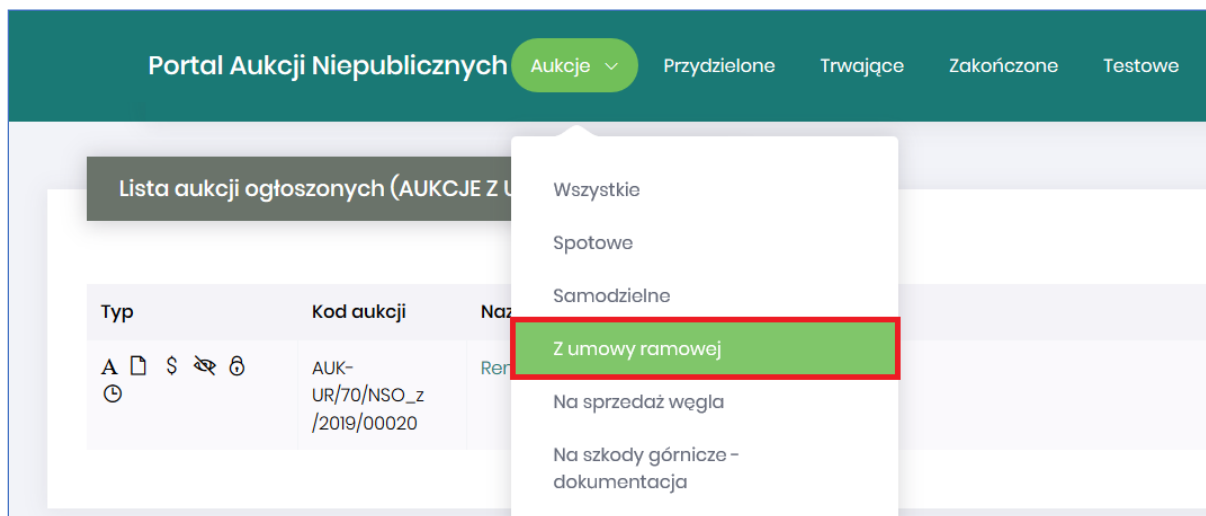 Portal Aukcji Niepublicznych Aukcje Przydzielone Trwające Zakończone Testowe
Lista aukcji ogłoszonych (AUKCJE Z U
Wszystkie
Spotowe
Samodzielne
Z umowy ramowej
Na sprzedaż węgla
Na szkody górnicze -
dokumentacja
Typ Kod aukcji Naz
A $ AUK- Ren
UR/70/NSO_z
/2019/00020